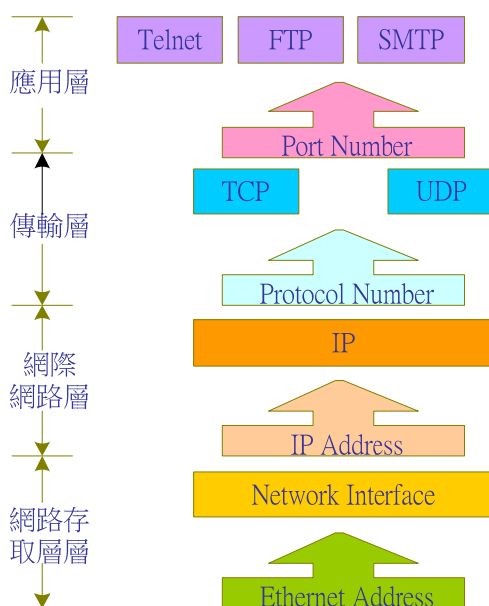 Telnet FTP SMTP
應用層
Port Number
TCP UDP
傳輸層
Protocol Number
IP
網際
網路層
IP Address
Network Interface
網路存
取層層
Ethernet Address